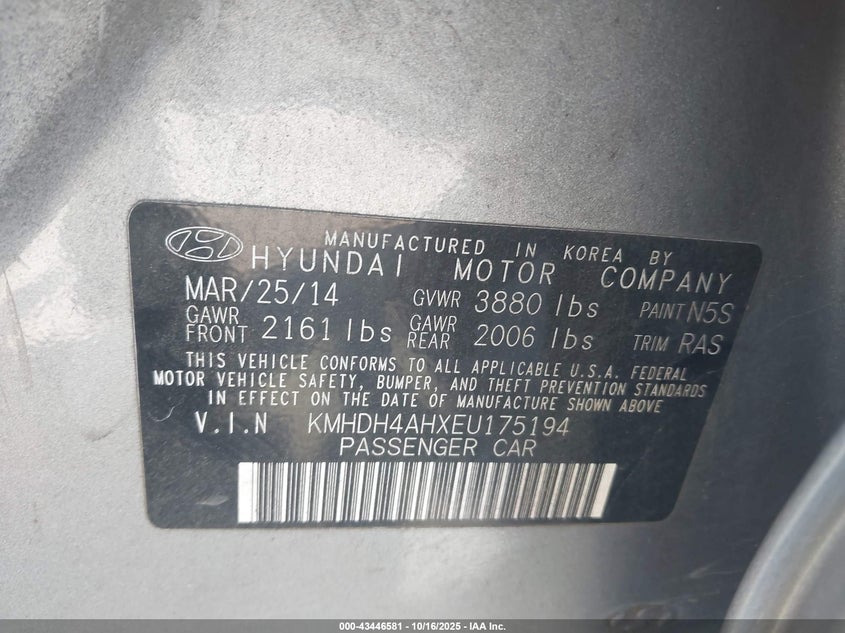 MANUFACTURED IN KOREA BY
HYUNDAI MOTOR COMPANY
MAR/25/14 GVWR 3880 lbs PAINT N5S
GAWR FRONT 2161 lbs GAWR REAR 2006 lbs TRIM RAS
THIS VEHICLE CONFORMS TO ALL APPLICABLE U.S.A. FEDERAL
MOTOR VEHICLE SAFETY, BUMPER, AND THEFT PREVENTION STANDARDS
IN EFFECT ON THE DATE OF MANUFACTURE SHOWN ABOVE
V.I.N KMHDH4AHXEU175194
PASSENGER CAR
000-43446581 - 10/16/2025 - IAA Inc.